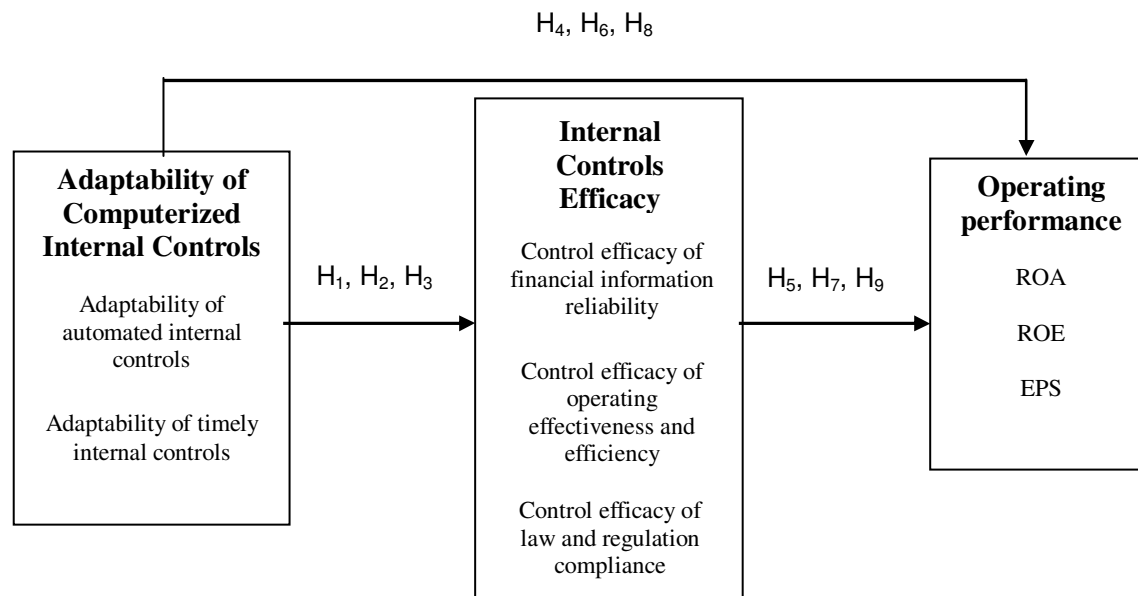 H₄, H₆, H₈
Adaptability of
Computerized
Internal Controls
Adaptability of
automated internal
controls
Adaptability of timely
internal controls
H₁, H₂, H₃
Internal
Controls
Efficacy
Control efficacy of
financial information
reliability
Control efficacy of
operating
effectiveness and
efficiency
Control efficacy of
law and regulation
compliance
H₅, H₇, H₉
Operating
performance
ROA
ROE
EPS